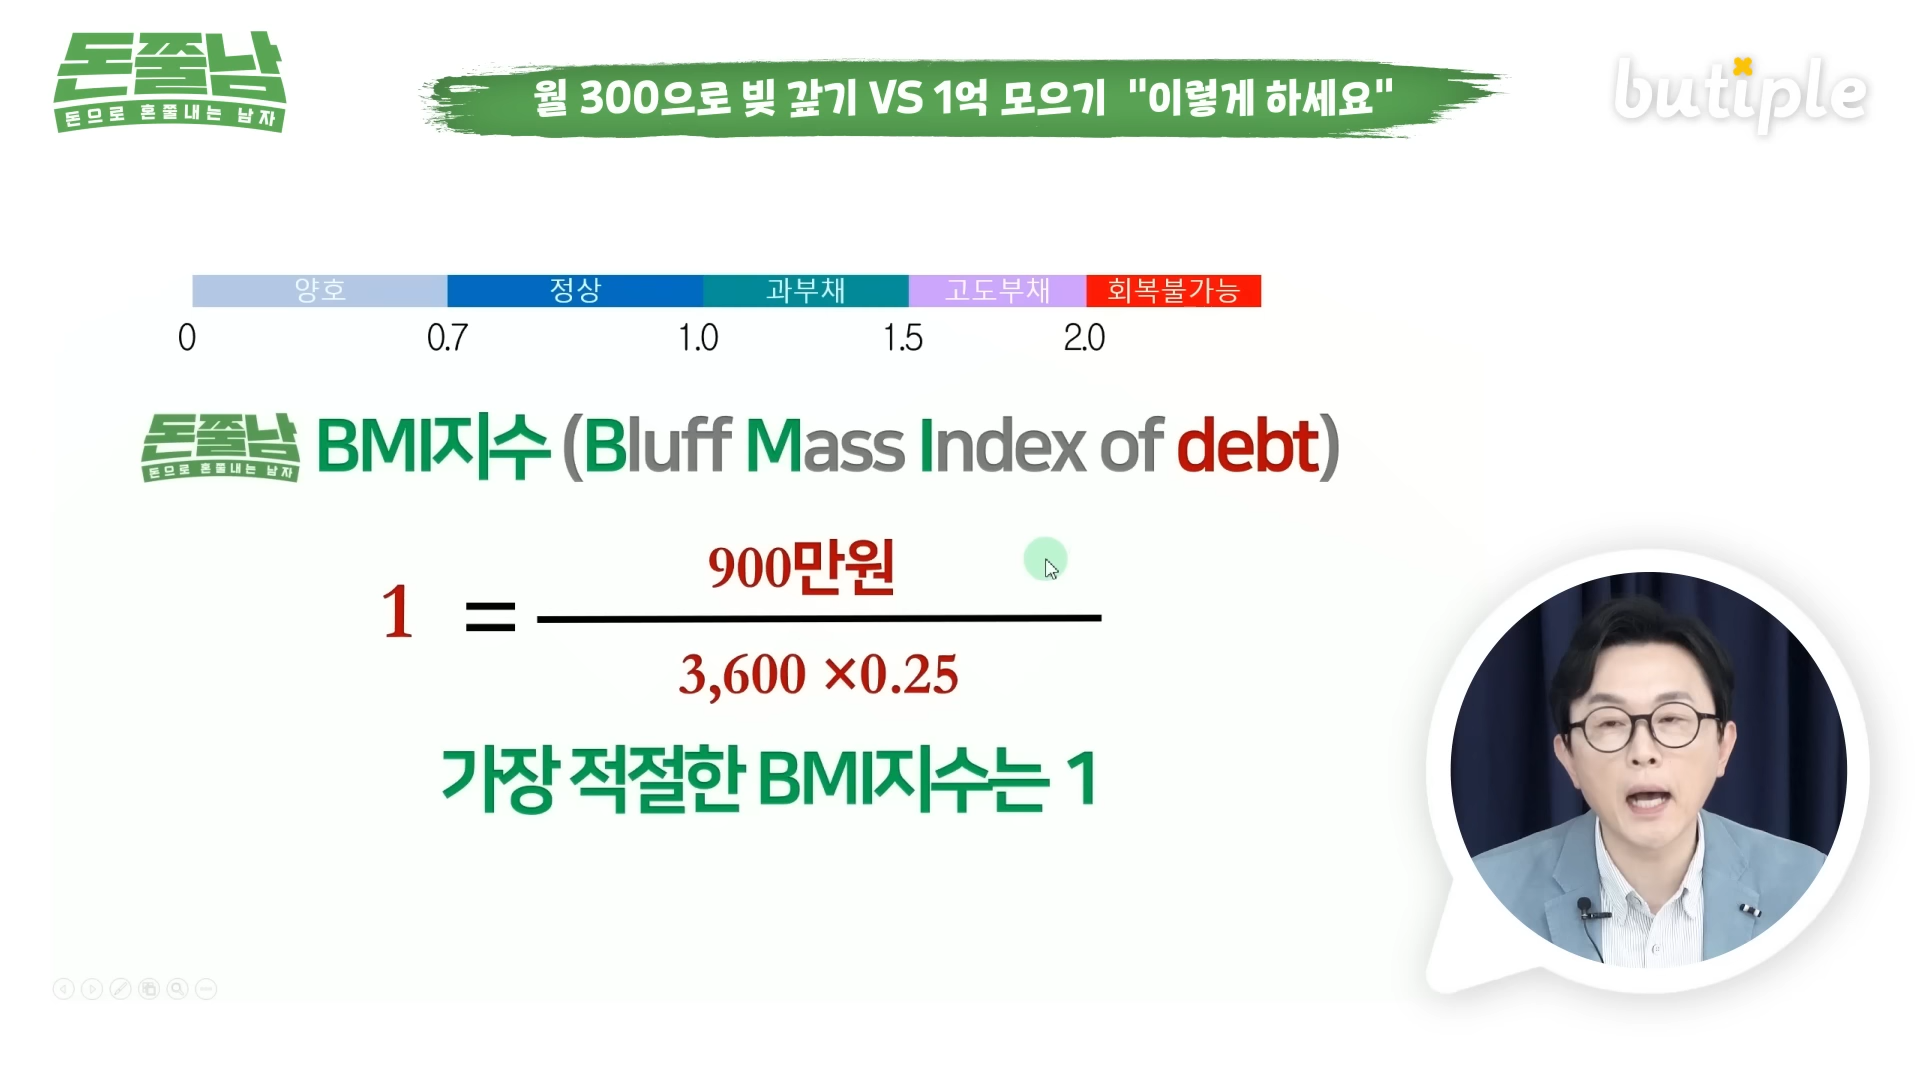 돈쭐남
돈으로 혼쭐내는 남자
월 300으로 빚 갚기 VS 1억 모으기 "이렇게 하세요"
butiple
양호 정상 과부채 고도부채 회복불가능
0 0.7 1.0 1.5 2.0
돈쭐남
돈으로 혼쭐내는 남자
BMI지수 (Bluff Mass Index of debt)
900만원
1 =
3,600 ×0.25
가장 적절한 BMI지수는 1